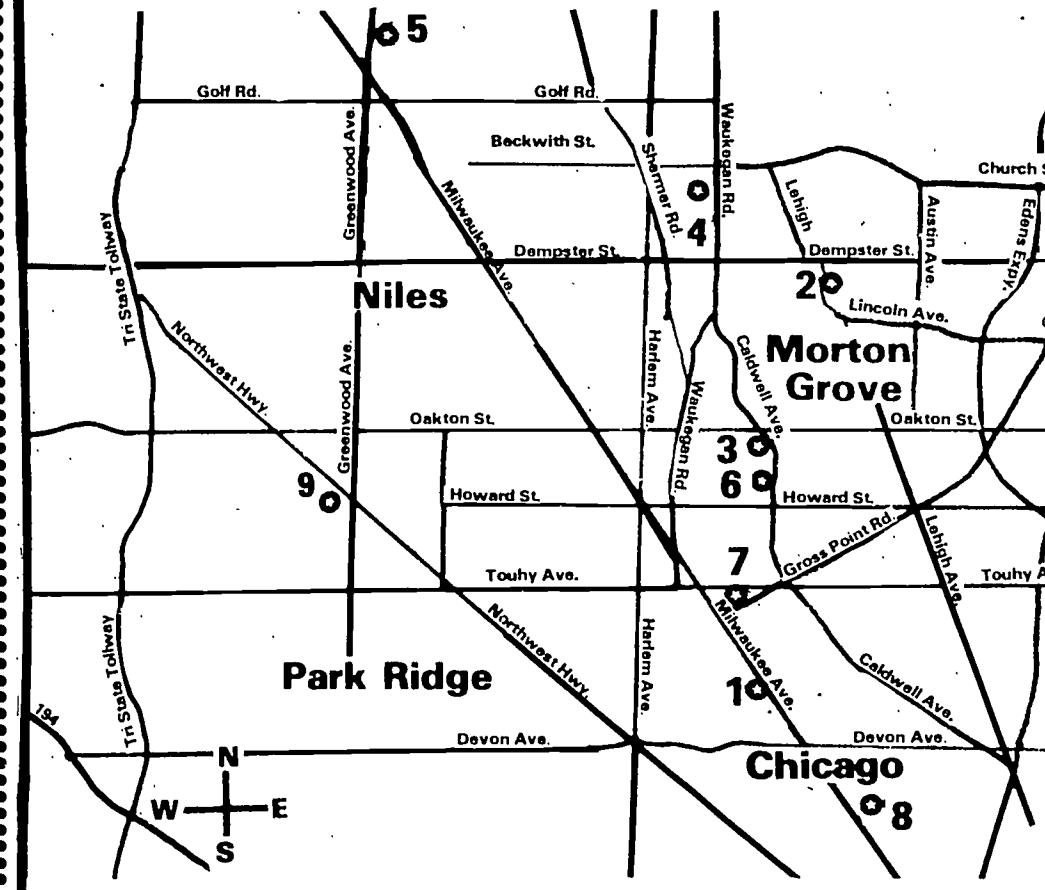 5
Golf Rd.
Golf Rd.
Greenwood Ave.
Waukegan Rd.
Beckwith St.
Shermer Rd.
Church S
Milwaukee Ave.
Lehigh
4
Austin Ave.
Edens Expy.
Tri State Tollway
Dempster St.
Dempster St.
2
Niles
Lincoln Ave.
Northwest Hwy.
Harlem Ave.
Caldwell Ave.
Morton
Grove
Greenwood Ave.
Waukegan Rd.
Oakton St.
Oakton St.
3
6
9
Howard St.
Howard St.
Gross Point Rd.
Lehigh Ave.
7
Touhy Ave.
Touhy A
Milwaukee Ave.
Northwest Hwy.
Harlem Ave.
Tri State Tollway
Park Ridge
Caldwell Ave.
1
194
Devon Ave.
Devon Ave.
N
Chicago
W E
8
S